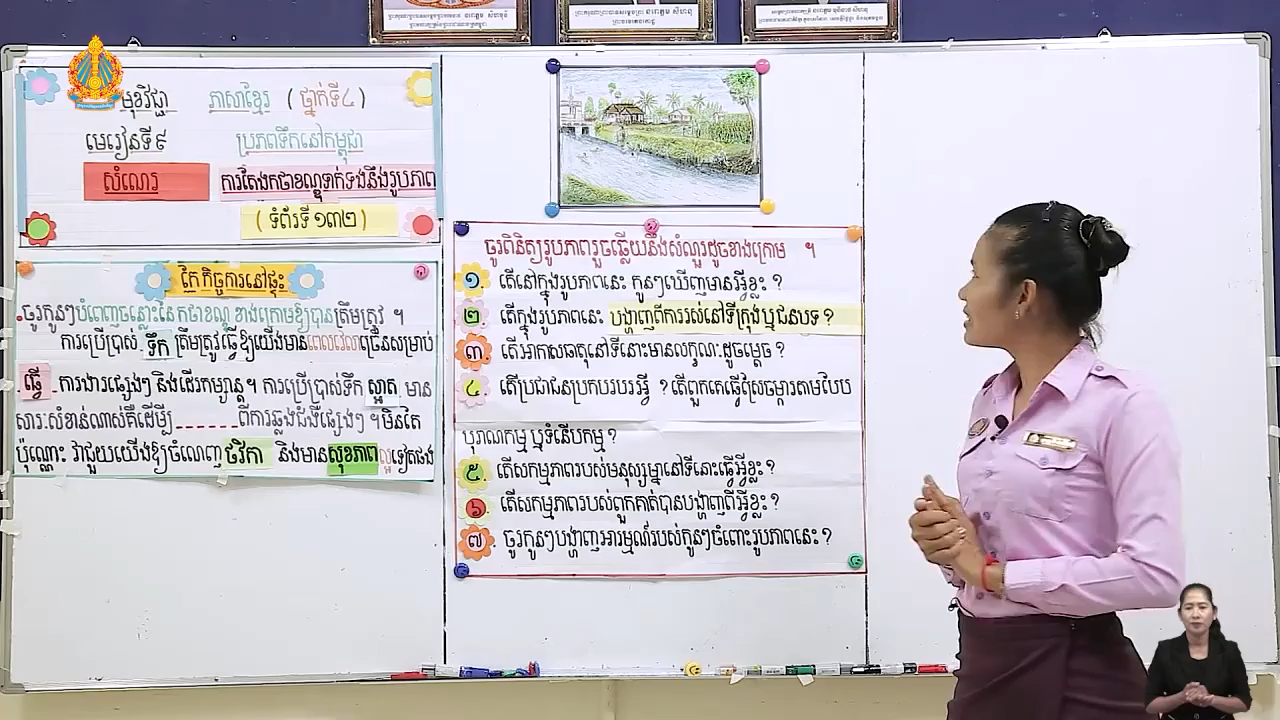 មុខវិជ្ជា ភាសាខ្មែរ ( ថ្នាក់ទី៤ )
មេរៀនទី៩ ប្រភពទឹកនៅកម្ពុជា
សំណេរ ការតែងកថាខណ្ឌទាក់ទងនឹងរូបភាព
( ទំព័រទី ១៣២ )
កែកិច្ចការនៅផ្ទះ
ចូរកូនៗបំពេញចន្លោះនៃកថាខណ្ឌខាងក្រោមឱ្យបានត្រឹមត្រូវ ។
ការប្រើប្រាស់ ទឹក ត្រឹមត្រូវធ្វើឱ្យយើងមានពេលវេលាច្រើនសម្រាប់
ធ្វើ ការងារផ្សេងៗ និងដើរកម្សាន្ត។ ការប្រើប្រាស់ទឹក ស្អាត មាន
សារៈសំខាន់ណាស់គឺដើម្បី ______ ពីការឆ្លងជំងឺផ្សេងៗ ។មិនតែ
ប៉ុណ្ណោះ វាជួយយើងឱ្យចំណេញថវិកា និងមានសុខភាពល្អទៀតផង
ចូរពិនិត្យរូបភាពរួចឆ្លើយនឹងសំណួរដូចខាងក្រោម ។
១. តើនៅក្នុងរូបភាពនេះ កូនៗឃើញមានអ្វីខ្លះ ?
២. តើក្នុងរូបភាពនេះ បង្ហាញពីការរស់នៅទីក្រុងឬជនបទ ?
៣. តើអាកាសធាតុនៅទីនោះមានលក្ខណៈដូចម្ដេច ?
៤. តើប្រជាជនប្រកបរបរអ្វី ? តើពួកគេធ្វើស្រែចម្ការតាមបែប
បុរាណកម្ម ឬទំនើបកម្ម ?
៥. តើសកម្មភាពរបស់មនុស្សម្នានៅទីនោះធ្វើអ្វីខ្លះ ?
៦. តើសកម្មភាពរបស់ពួកគាត់បានបង្ហាញពីអ្វីខ្លះ ?
៧. ចូរកូនៗបង្ហាញអារម្មណ៍របស់កូនៗចំពោះរូបភាពនេះ ?